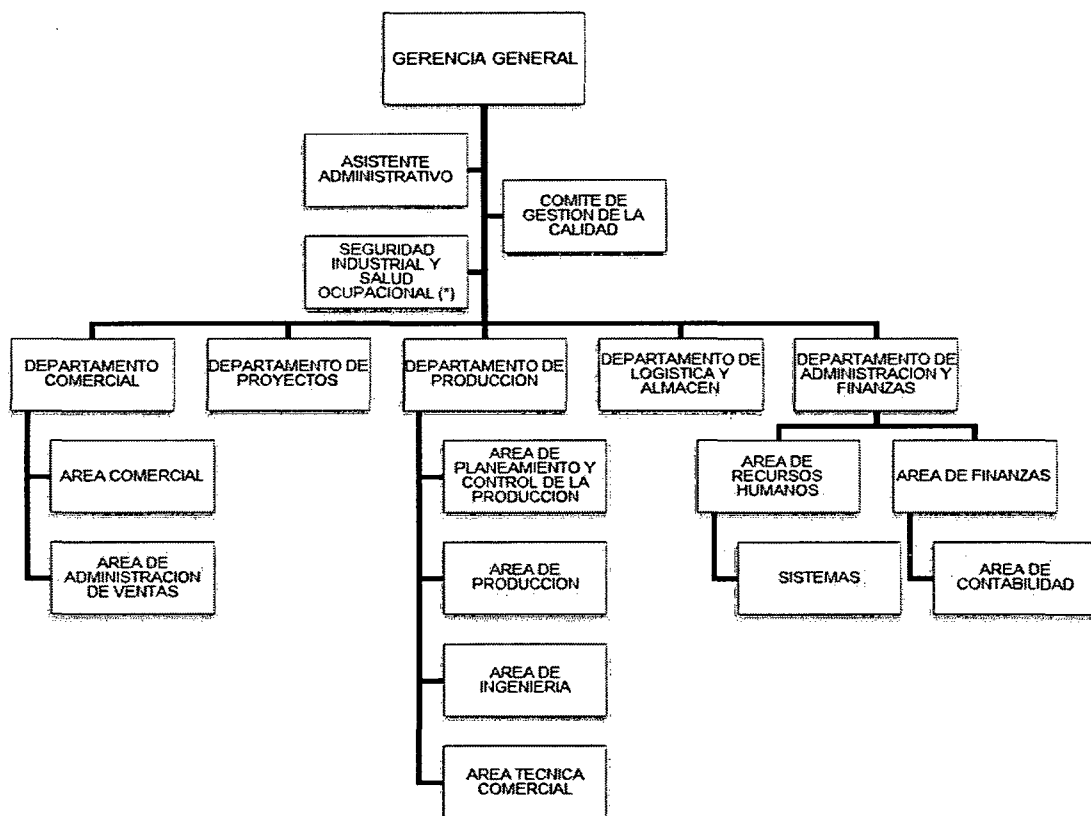 GERENCIA GENERAL
ASISTENTE
ADMINISTRATIVO
COMITE DE
GESTION DE LA
CALIDAD
SEGURIDAD
INDUSTRIAL Y
SALUD
OCUPACIONAL (*)
DEPARTAMENTO
COMERCIAL
DEPARTAMENTO DE
PROYECTOS
DEPARTAMENTO DE
PRODUCCION
DEPARTAMENTO DE
LOGISTICA Y
ALMACEN
DEPARTAMENTO DE
ADMINISTRACION Y
FINANZAS
AREA COMERCIAL
AREA DE
ADMINISTRACION
DE VENTAS
AREA DE
PLANEAMIENTO Y
CONTROL DE LA
PRODUCCION
AREA DE
PRODUCCION
AREA DE
INGENIERIA
AREA TECNICA
COMERCIAL
AREA DE
RECURSOS
HUMANOS
SISTEMAS
AREA DE FINANZAS
AREA DE
CONTABILIDAD